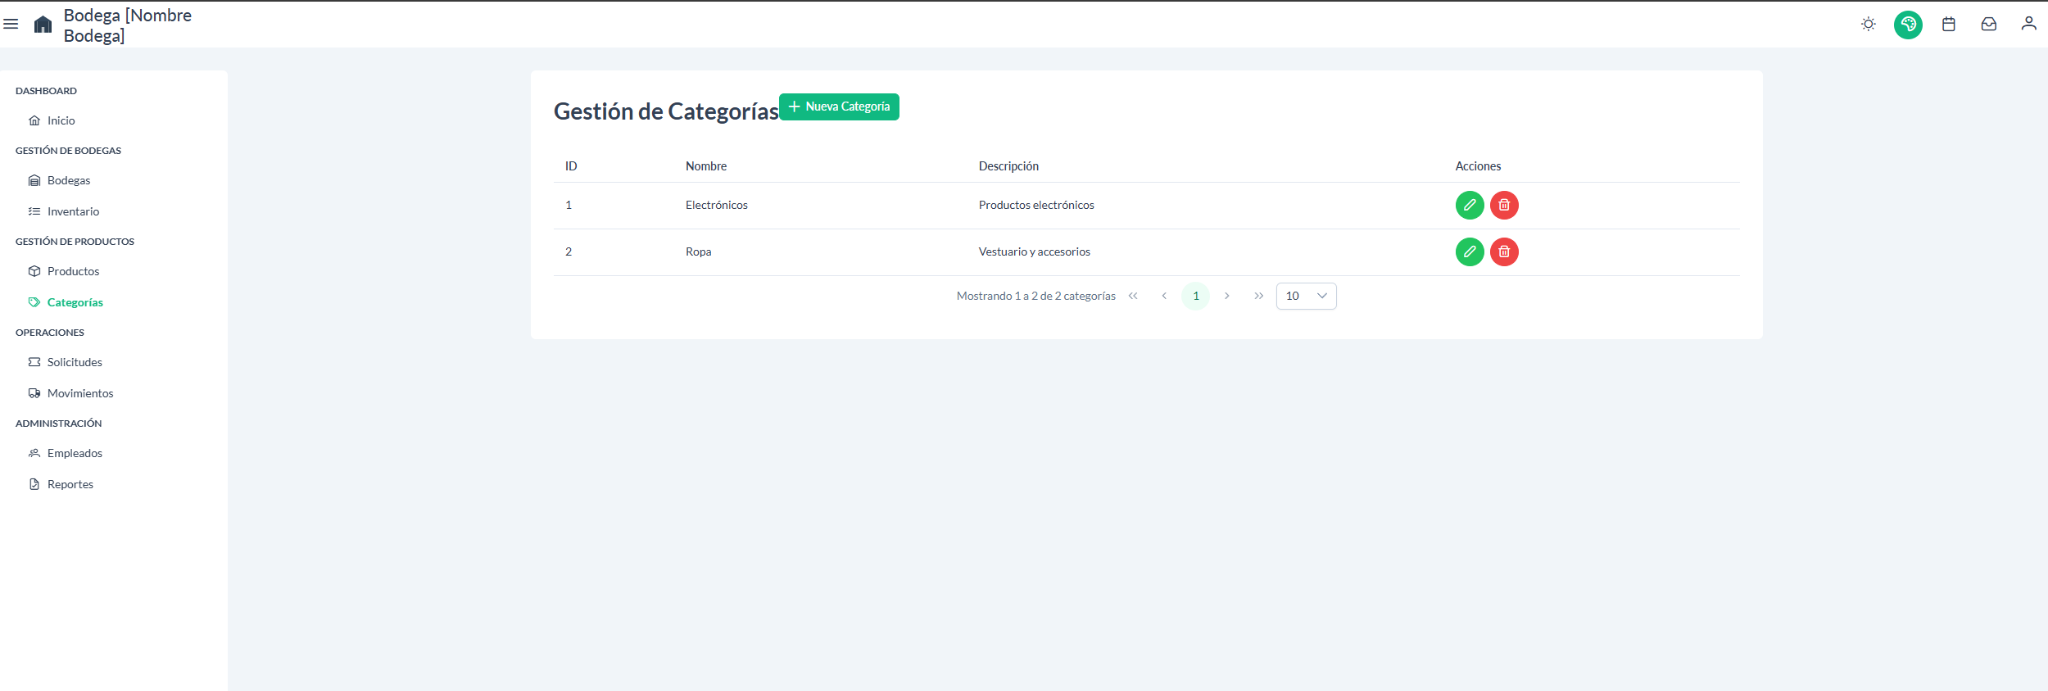 Bodega [Nombre
Bodega]
DASHBOARD
Inicio
GESTIÓN DE BODEGAS
Bodegas
Inventario
GESTIÓN DE PRODUCTOS
Productos
Categorías
OPERACIONES
Solicitudes
Movimientos
ADMINISTRACIÓN
Empleados
Reportes
Gestión de Categorías + Nueva Categoria
ID Nombre Descripción Acciones
1 Electrónicos Productos electrónicos
2 Ropa Vestuario y accesorios
Mostrando 1 a 2 de 2 categorías « ‹ 1 › » 10